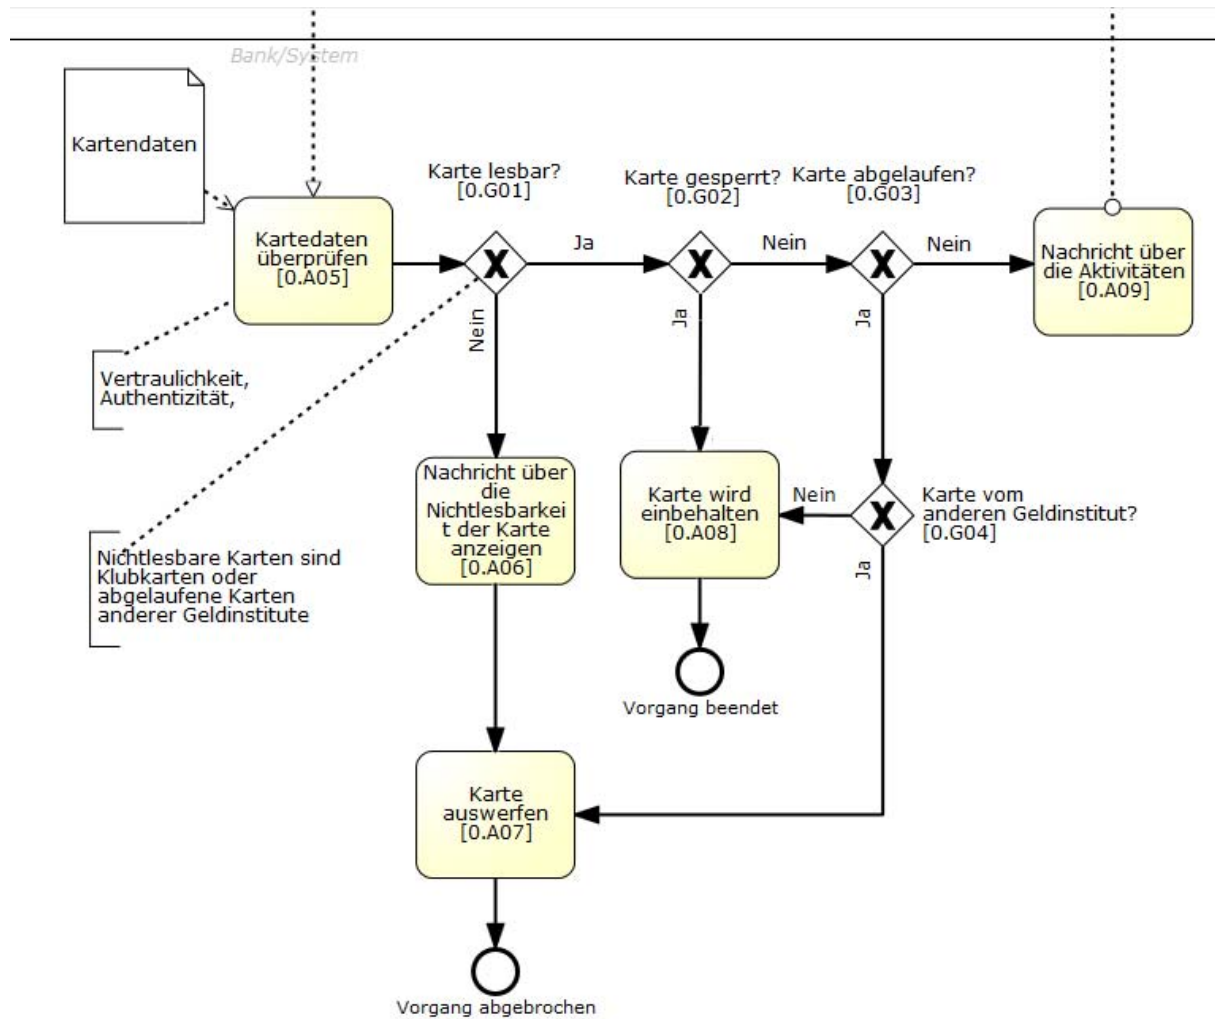 Bank/System
Kartendaten
Kartedaten
überprüfen
[0.A05]
Karte lesbar?
[0.G01]
Ja
Karte gesperrt?
[0.G02]
Nein
Karte abgelaufen?
[0.G03]
Nein
Nachricht über
die Aktivitäten
[0.A09]
Nein
Ja
Ja
Vertraulichkeit,
Authentizität,
Nachricht über
die
Nichtlesbarkei
t der Karte
anzeigen
[0.A06]
Karte wird
einbehalten
[0.A08]
Nein
Karte vom
anderen Geldinstitut?
[0.G04]
Ja
Nichtlesbare Karten sind
Klubkarten oder
abgelaufene Karten
anderer Geldinstitute
Vorgang beendet
Karte
auswerfen
[0.A07]
Vorgang abgebrochen